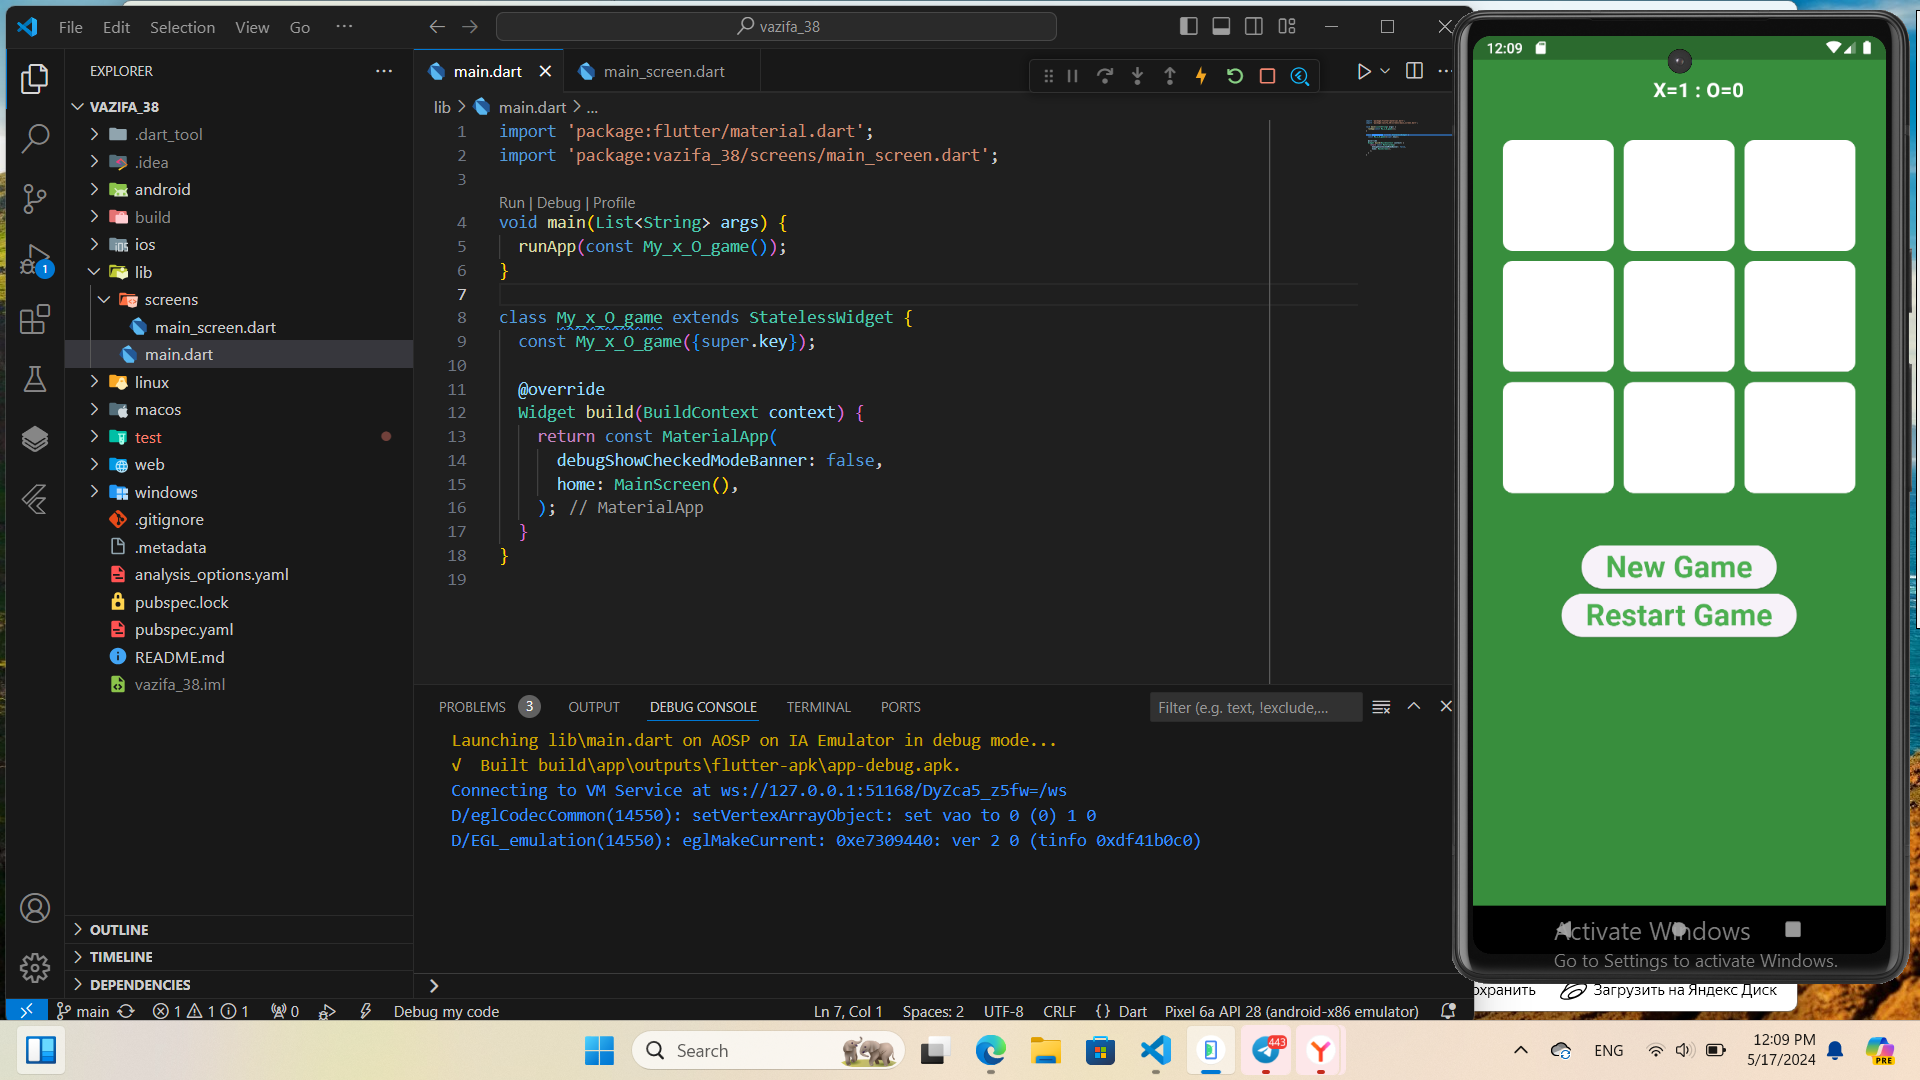 File Edit Selection View Go ···
vazifa_38
EXPLORER
VAZIFA_38
.dart_tool
.idea
android
build
ios
lib
screens
main_screen.dart
main.dart
linux
macos
test
web
windows
.gitignore
.metadata
analysis_options.yaml
pubspec.lock
pubspec.yaml
README.md
vazifa_38.iml
OUTLINE
TIMELINE
DEPENDENCIES
1
main.dart
main_screen.dart
lib > main.dart > ...
1 import 'package:flutter/material.dart';
2 import 'package:vazifa_38/screens/main_screen.dart';
3
Run | Debug | Profile
4 void main(List<String> args) {
5 runApp(const My_x_O_game());
6 }
7
8 class My_x_O_game extends StatelessWidget {
9 const My_x_O_game({super.key});
10
11 @override
12 Widget build(BuildContext context) {
13 return const MaterialApp(
14 debugShowCheckedModeBanner: false,
15 home: MainScreen(),
16 ); // MaterialApp
17 }
18 }
19
PROBLEMS 3 OUTPUT DEBUG CONSOLE TERMINAL PORTS
Filter (e.g. text, !exclude,...
Launching lib\main.dart on AOSP on IA Emulator in debug mode...
√ Built build\app\outputs\flutter-apk\app-debug.apk.
Connecting to VM Service at ws://127.0.0.1:51168/DyZca5_z5fw=/ws
D/eglCodecCommon(14550): setVertexArrayObject: set vao to 0 (0) 1 0
D/EGL_emulation(14550): eglMakeCurrent: 0xe7309440: ver 2 0 (tinfo 0xdf41b0c0)
main 1 1 1 0 Debug my code
Ln 7, Col 1 Spaces: 2 UTF-8 CRLF {} Dart Pixel 6a API 28 (android-x86 emulator)
12:09
X=1 : O=0
New Game
Restart Game
Activate Windows
Go to Settings to activate Windows.
охранить Загрузить на Яндекс Диск
Search
443
ENG
12:09 PM
5/17/2024
PRE